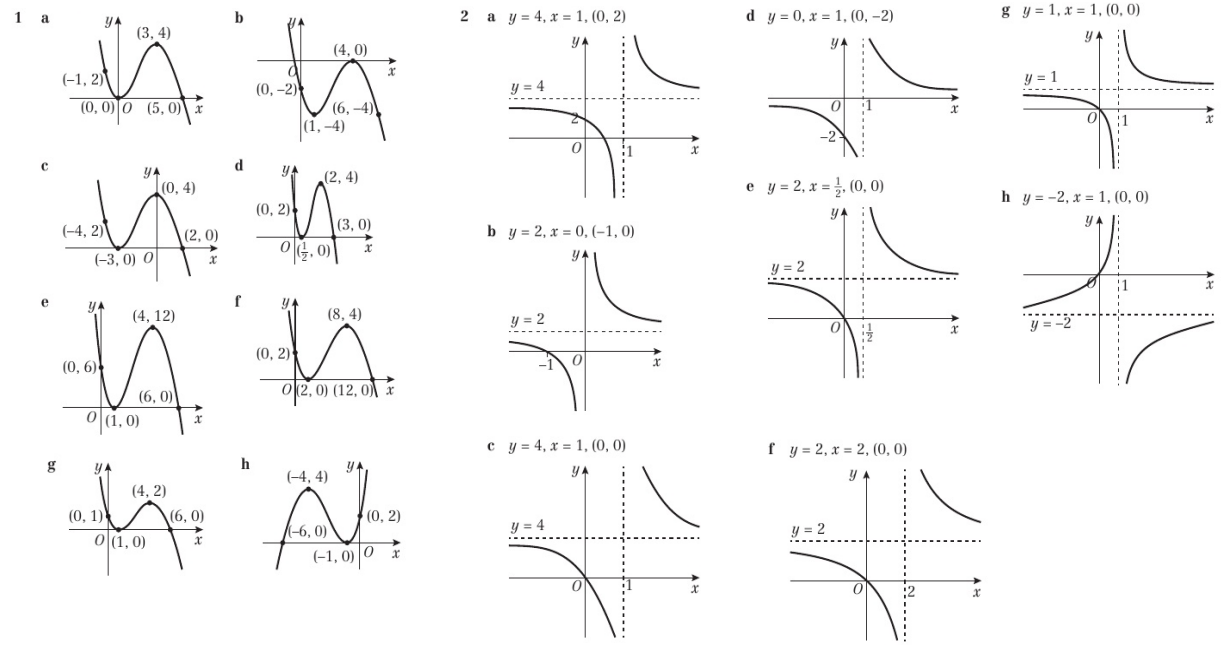 1 a
y
(3, 4)
(−1, 2)
(0, 0) O (5, 0) x
b
y
(4, 0)
O x
(0, −2)
(6, −4)
(1, −4)
c
y
(0, 4)
(−4, 2)
(2, 0)
(−3, 0) O x
d
y
(2, 4)
(0, 2)
(3, 0)
O (½, 0) x
e
y
(4, 12)
(0, 6)
(6, 0)
O (1, 0) x
f
y
(8, 4)
(0, 2)
O (2, 0) (12, 0) x
g
y
(4, 2)
(0, 1)
(6, 0)
O (1, 0) x
h
y
(−4, 4)
(0, 2)
(−6, 0)
(−1, 0) O x
2 a y = 4, x = 1, (0, 2)
y
y = 4
2
O 1 x
b y = 2, x = 0, (−1, 0)
y
y = 2
−1 O x
c y = 4, x = 1, (0, 0)
y
y = 4
O 1 x
d y = 0, x = 1, (0, −2)
y
O 1 x
−2
e y = 2, x = ½, (0, 0)
y
y = 2
O ½ x
f y = 2, x = 2, (0, 0)
y
y = 2
O 2 x
g y = 1, x = 1, (0, 0)
y
y = 1
O 1 x
h y = −2, x = 1, (0, 0)
y
O 1 x
y = −2